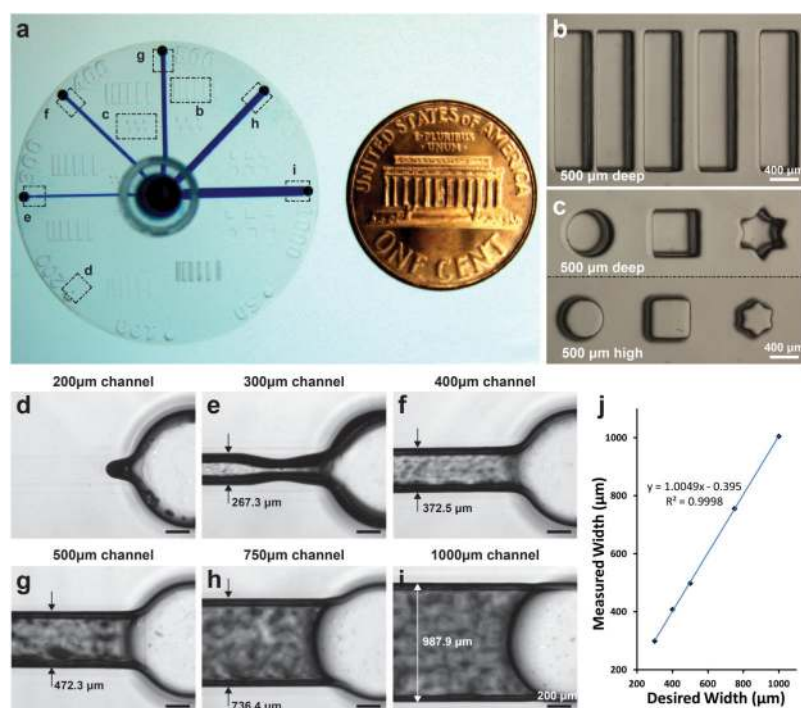 a
g
f
c
b
h
i
e
d
UNITED STATES OF AMERICA
E·PLURIBUS
UNUM
ONE CENT
b
500 µm deep
400 µm
c
500 µm deep
500 µm high
400 µm
200µm channel
300µm channel
400µm channel
d
e
f
267.3 µm
372.5 µm
500µm channel
750µm channel
1000µm channel
g
h
i
472.3 µm
736.4 µm
987.9 µm
200 µm
j
Measured Width (µm)
1000
800
600
400
200
y = 1.0049x - 0.395
R² = 0.9998
200 400 600 800 1000
Desired Width (µm)